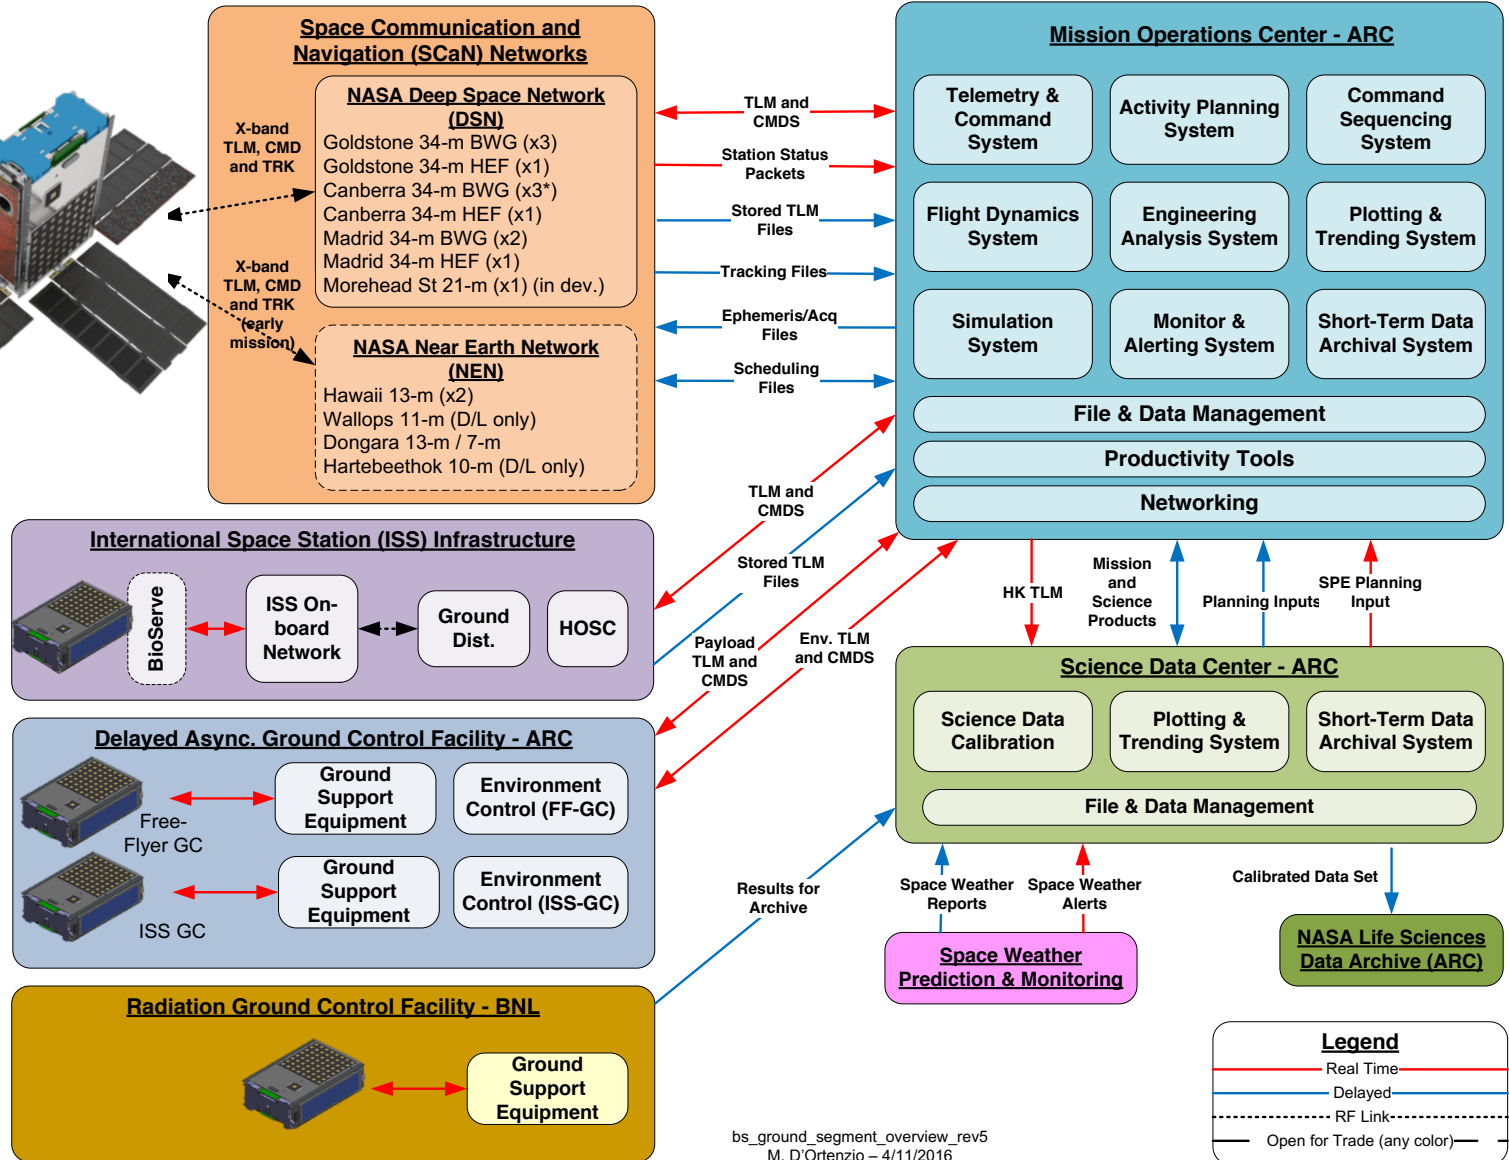 Space Communication and
Navigation (SCaN) Networks
NASA Deep Space Network
(DSN)
Goldstone 34-m BWG (x3)
Goldstone 34-m HEF (x1)
Canberra 34-m BWG (x3*)
Canberra 34-m HEF (x1)
Madrid 34-m BWG (x2)
Madrid 34-m HEF (x1)
Morehead St 21-m (x1) (in dev.)
NASA Near Earth Network
(NEN)
Hawaii 13-m (x2)
Wallops 11-m (D/L only)
Dongara 13-m / 7-m
Hartebeethok 10-m (D/L only)
X-band
TLM, CMD
and TRK
X-band
TLM, CMD
and TRK
(early
mission)
TLM and
CMDS
Station Status
Packets
Stored TLM
Files
Tracking Files
Ephemeris/Acq
Files
Scheduling
Files
Mission Operations Center - ARC
Telemetry &
Command
System
Activity Planning
System
Command
Sequencing
System
Flight Dynamics
System
Engineering
Analysis System
Plotting &
Trending System
Simulation
System
Monitor &
Alerting System
Short-Term Data
Archival System
File & Data Management
Productivity Tools
Networking
TLM and
CMDS
Stored TLM
Files
Payload
TLM and
CMDS
Env. TLM
and CMDS
HK TLM
Mission
and
Science
Products
Planning Inputs
SPE Planning
Input
International Space Station (ISS) Infrastructure
BioServe
ISS On-
board
Network
Ground
Dist.
HOSC
Delayed Async. Ground Control Facility - ARC
Free-
Flyer GC
Ground
Support
Equipment
Environment
Control (FF-GC)
ISS GC
Ground
Support
Equipment
Environment
Control (ISS-GC)
Science Data Center - ARC
Science Data
Calibration
Plotting &
Trending System
Short-Term Data
Archival System
File & Data Management
Results for
Archive
Space Weather
Reports
Space Weather
Alerts
Calibrated Data Set
Space Weather
Prediction & Monitoring
NASA Life Sciences
Data Archive (ARC)
Radiation Ground Control Facility - BNL
Ground
Support
Equipment
Legend
Real Time
Delayed
RF Link
Open for Trade (any color)
bs_ground_segment_overview_rev5
M. D'Ortenzio – 4/11/2016